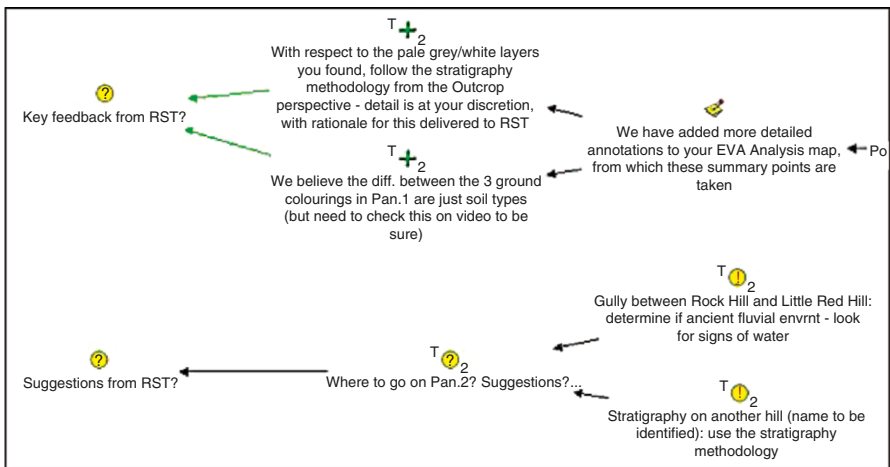 T
2
With respect to the pale grey/white layers
you found, follow the stratigraphy
methodology from the Outcrop
perspective - detail is at your discretion,
with rationale for this delivered to RST
?
Key feedback from RST?
We have added more detailed
annotations to your EVA Analysis map,
from which these summary points are
taken
Po
T
2
We believe the diff. between the 3 ground
colourings in Pan.1 are just soil types
(but need to check this on video to be
sure)
T
!
2
Gully between Rock Hill and Little Red Hill:
determine if ancient fluvial envrnt - look
for signs of water
?
Suggestions from RST?
T
?
2
Where to go on Pan.2? Suggestions?...
T
!
2
Stratigraphy on another hill (name to be
identified): use the stratigraphy
methodology